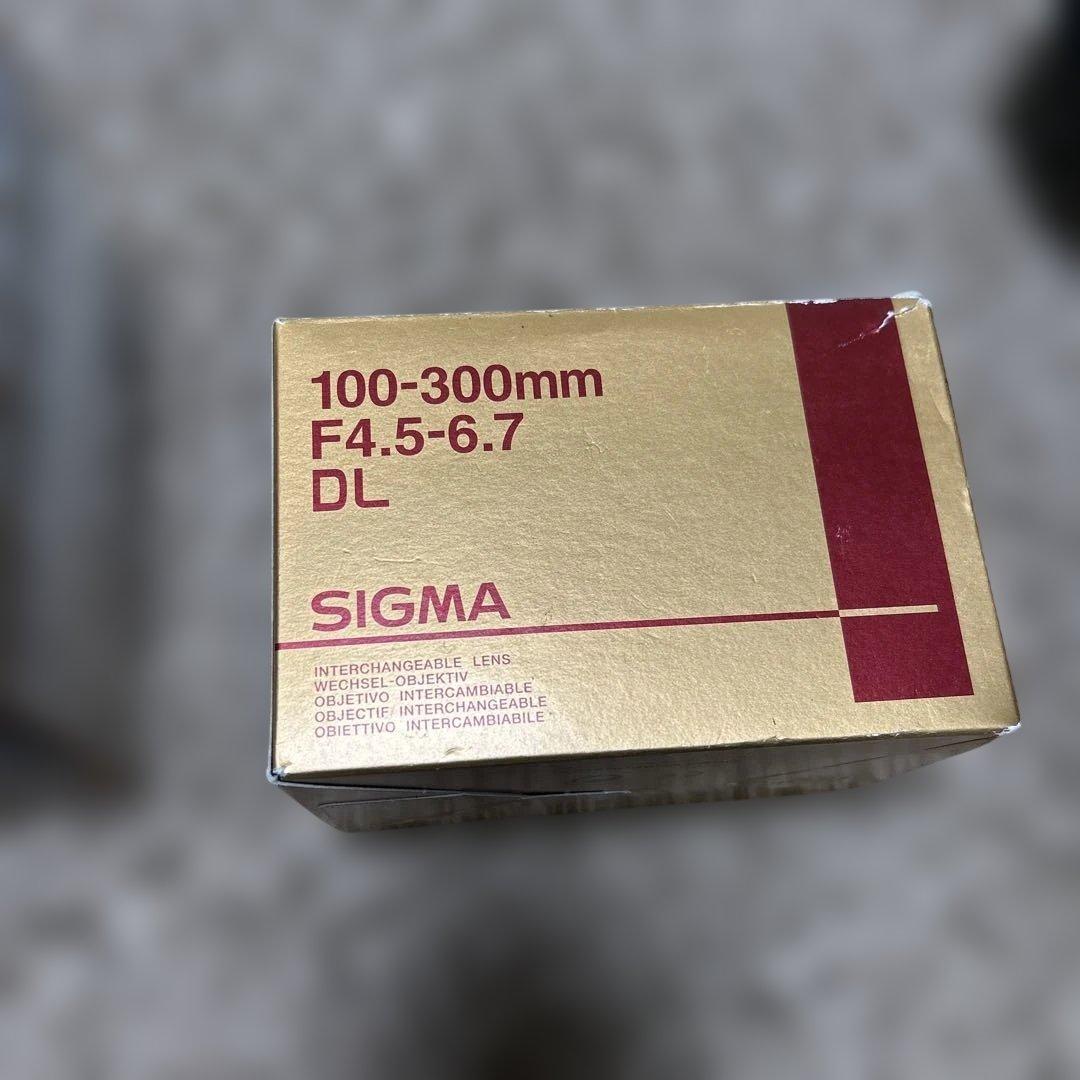 100-300mm
F4.5-6.7
DL
SIGMA
INTERCHANGEABLE LENS
WECHSEL-OBJEKTIV
OBJETIVO INTERCAMBIABLE
OBJECTIF INTERCHANGEABLE
OBIETTIVO INTERCAMBIABILE